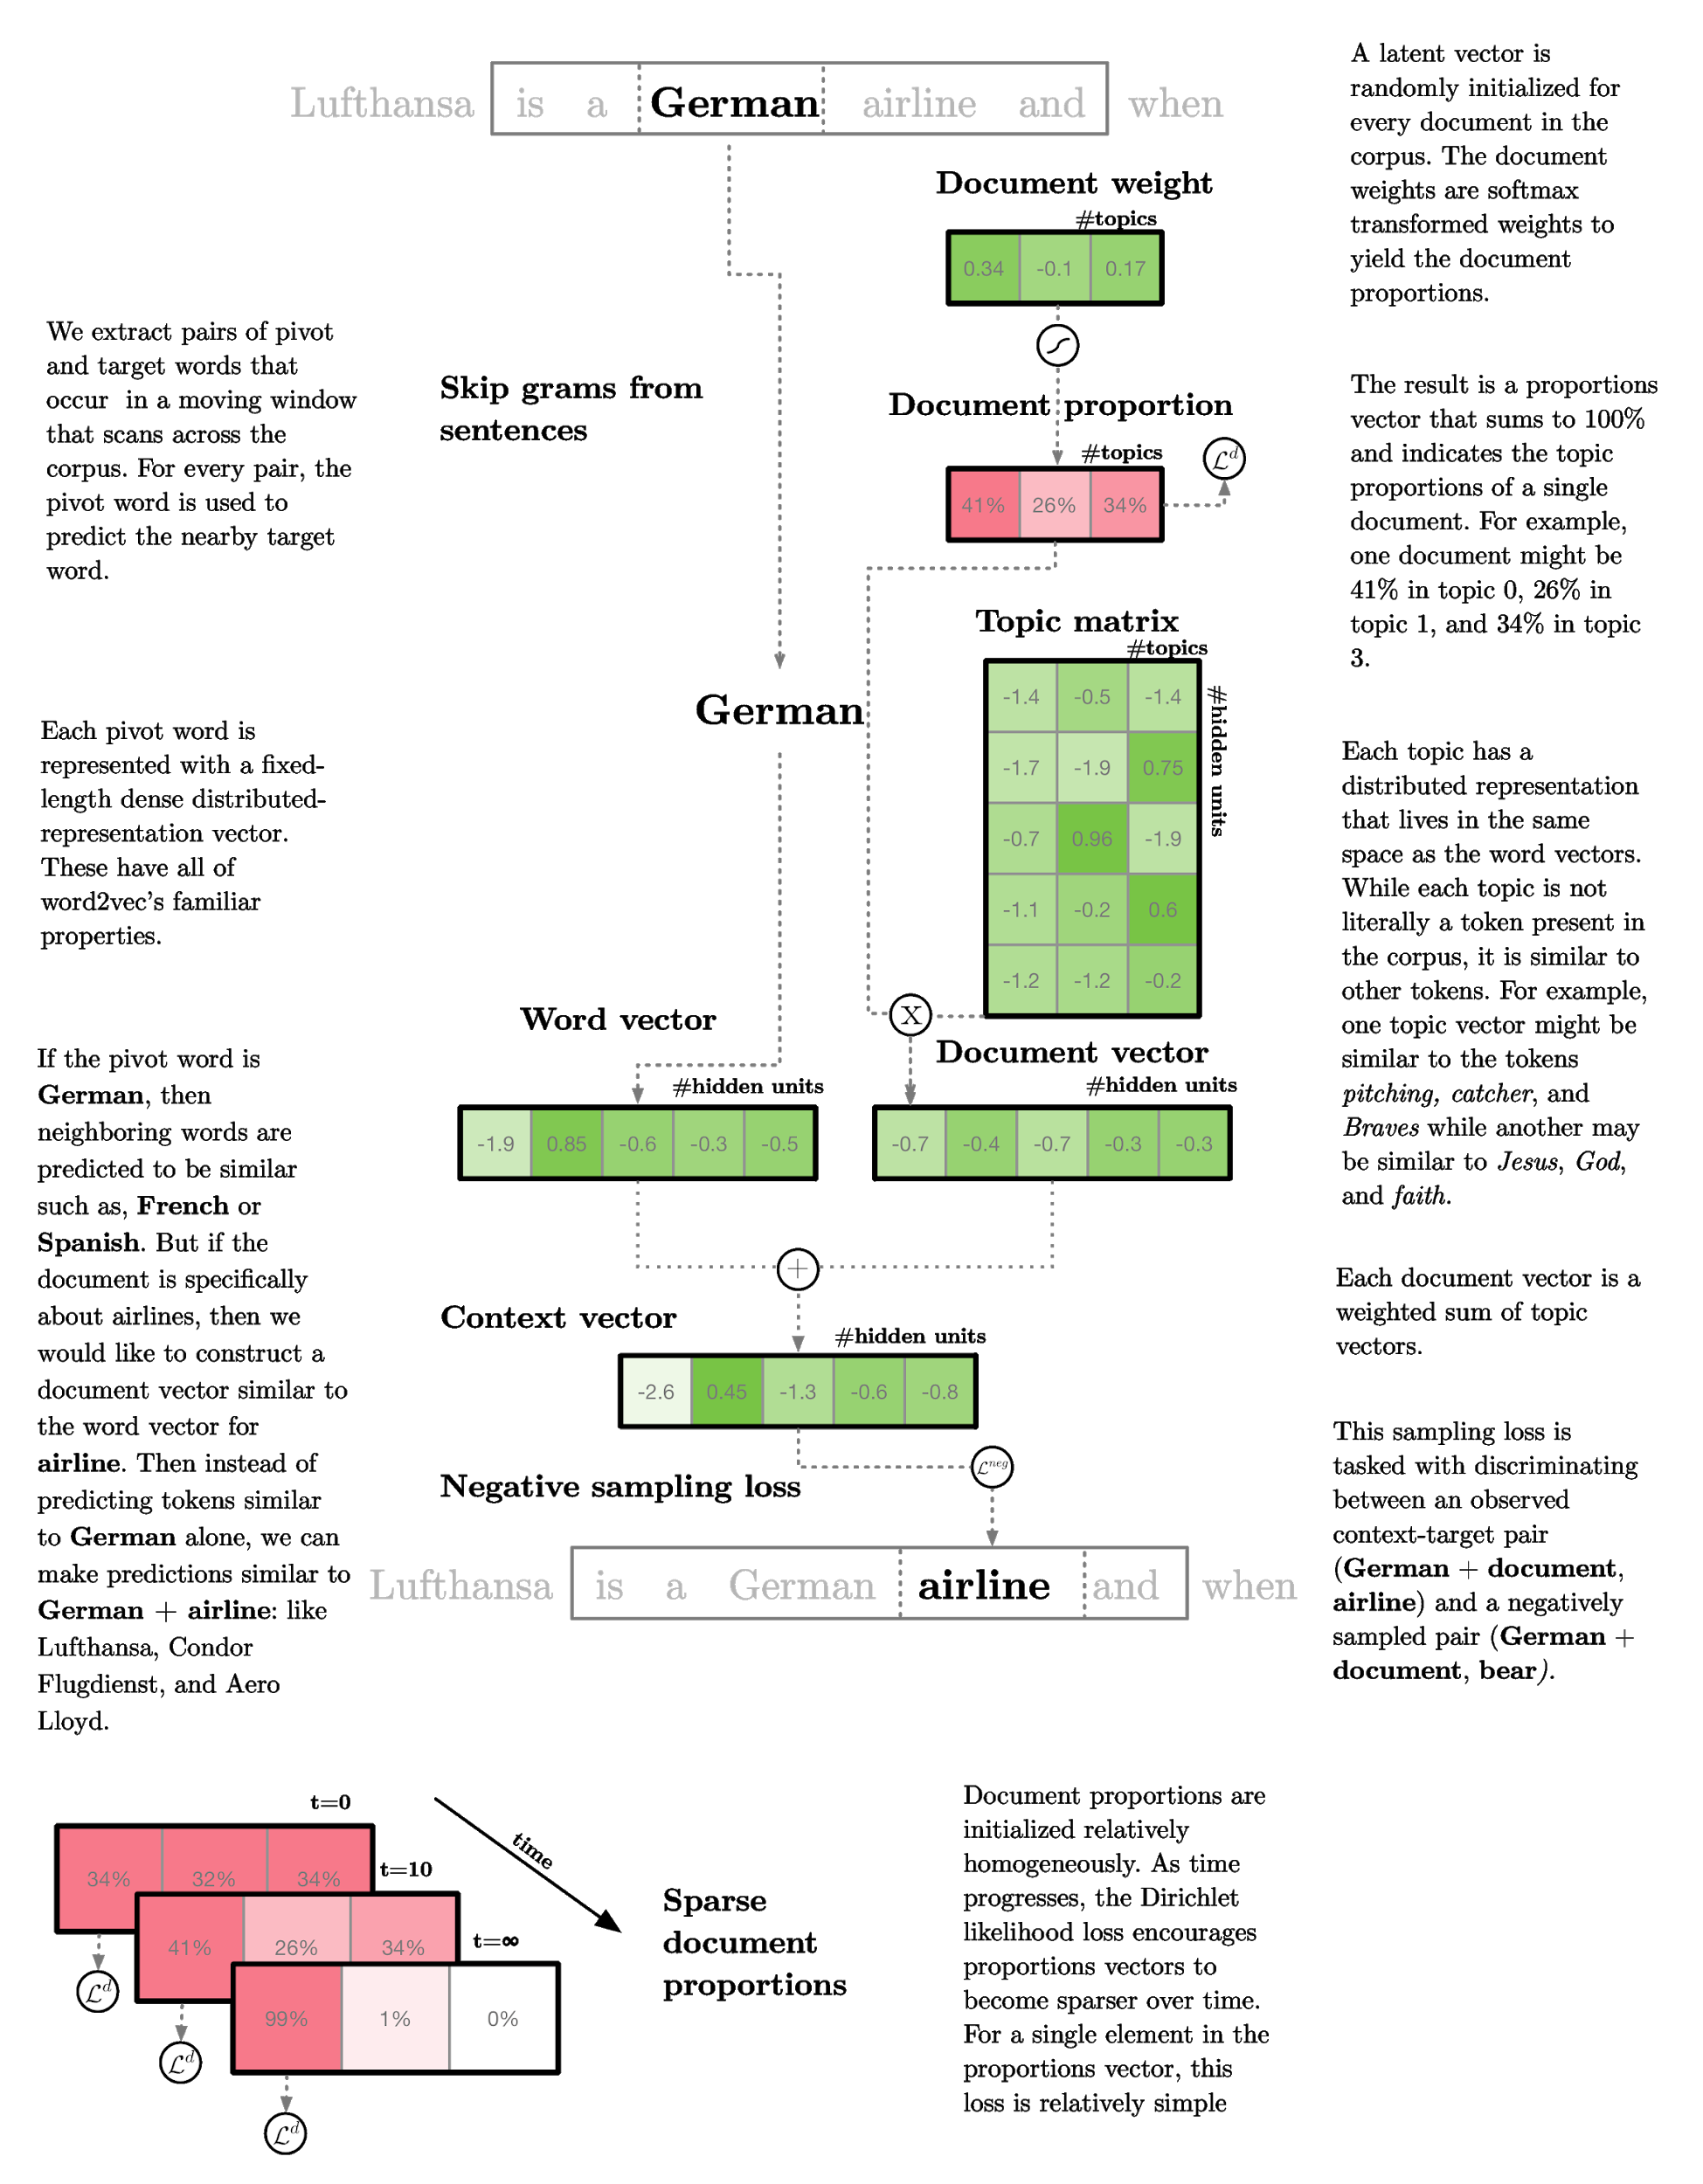 Lufthansa is a German airline and when
A latent vector is
randomly initialized for
every document in the
corpus. The document
weights are softmax
transformed weights to
yield the document
proportions.
Document weight
#topics
0.34 -0.1 0.17
We extract pairs of pivot
and target words that
occur in a moving window
that scans across the
corpus. For every pair, the
pivot word is used to
predict the nearby target
word.
Skip grams from
sentences
Document proportion
#topics
ℒᵈ
41% 26% 34%
The result is a proportions
vector that sums to 100%
and indicates the topic
proportions of a single
document. For example,
one document might be
41% in topic 0, 26% in
topic 1, and 34% in topic
3.
Topic matrix
#topics
#hidden units
-1.4 -0.5 -1.4
-1.7 -1.9 0.75
-0.7 0.96 -1.9
-1.1 -0.2 0.6
-1.2 -1.2 -0.2
German
Each pivot word is
represented with a fixed-
length dense distributed-
representation vector.
These have all of
word2vec's familiar
properties.
Each topic has a
distributed representation
that lives in the same
space as the word vectors.
While each topic is not
literally a token present in
the corpus, it is similar to
other tokens. For example,
one topic vector might be
similar to the tokens
pitching, catcher, and
Braves while another may
be similar to Jesus, God,
and faith.
X
Word vector
#hidden units
-1.9 0.85 -0.6 -0.3 -0.5
Document vector
#hidden units
-0.7 -0.4 -0.7 -0.3 -0.3
If the pivot word is
German, then
neighboring words are
predicted to be similar
such as, French or
Spanish. But if the
document is specifically
about airlines, then we
would like to construct a
document vector similar to
the word vector for
airline. Then instead of
predicting tokens similar
to German alone, we can
make predictions similar to
German + airline: like
Lufthansa, Condor
Flugdienst, and Aero
Lloyd.
+
Context vector
#hidden units
-2.6 0.45 -1.3 -0.6 -0.8
Each document vector is a
weighted sum of topic
vectors.
Negative sampling loss
ℒⁿᵉᵍ
Lufthansa is a German airline and when
This sampling loss is
tasked with discriminating
between an observed
context-target pair
(German + document,
airline) and a negatively
sampled pair (German +
document, bear).
t=0
34% 32% 34%
t=10
41% 26% 34%
t=∞
99% 1% 0%
ℒᵈ
ℒᵈ
ℒᵈ
time
Sparse
document
proportions
Document proportions are
initialized relatively
homogeneously. As time
progresses, the Dirichlet
likelihood loss encourages
proportions vectors to
become sparser over time.
For a single element in the
proportions vector, this
loss is relatively simple